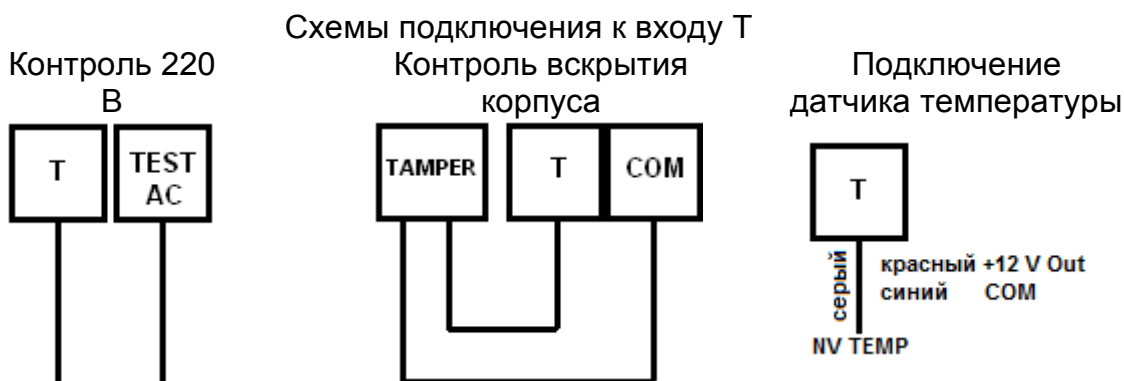 Схемы подключения к входу Т
Контроль 220
В
T
TEST
AC
Контроль вскрытия
корпуса
TAMPER
T
COM
Подключение
датчика температуры
T
серый
красный +12 V Out
синий COM
NV TEMP